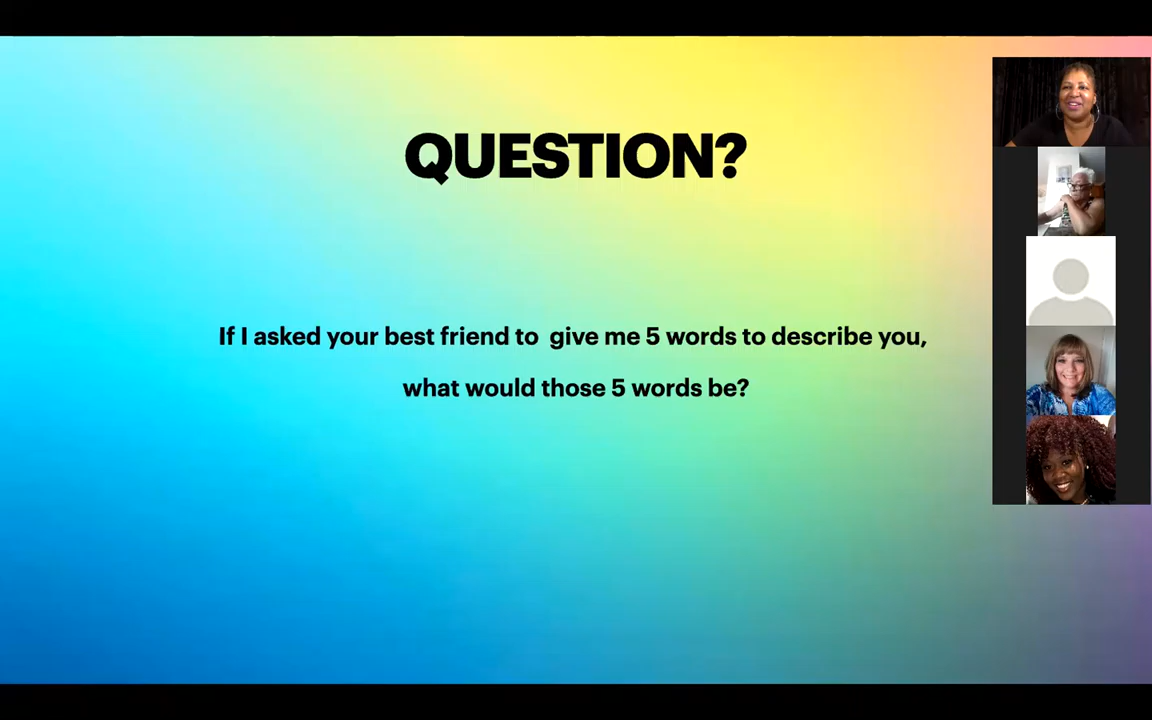 QUESTION?
If I asked your best friend to give me 5 words to describe you,
what would those 5 words be?